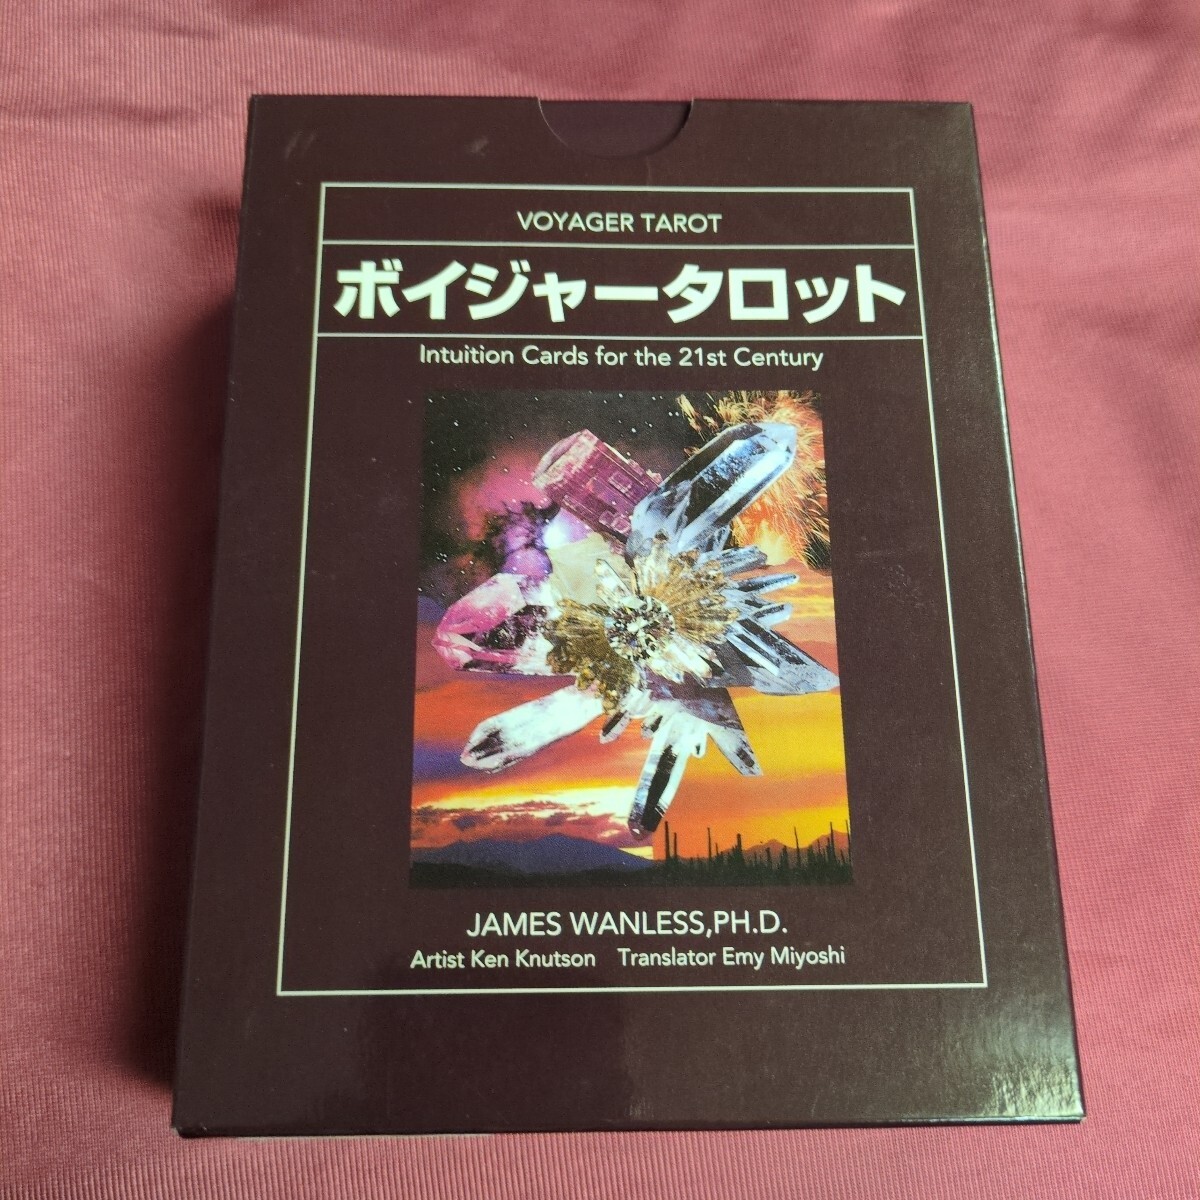 VOYAGER TAROT
ボイジャータロット
Intuition Cards for the 21st Century
JAMES WANLESS,PH.D.
Artist Ken Knutson Translator Emy Miyoshi